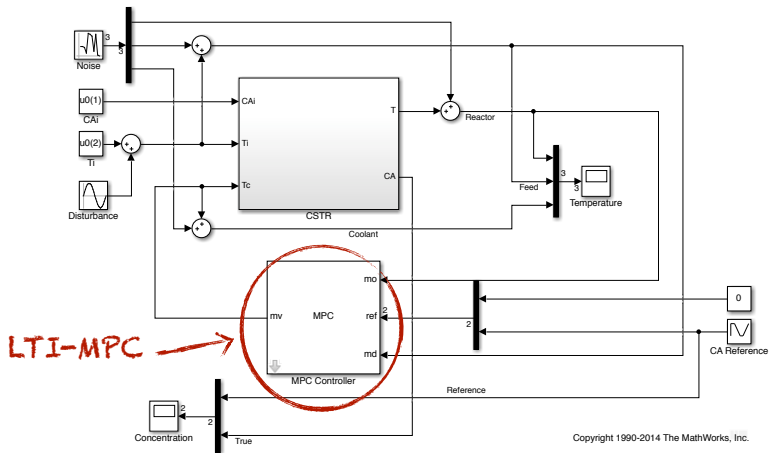 3
3
Noise
u0(1)
CAi
CAi
T
Reactor
u0(2)
Ti
Ti
CA
Feed
3
3
Temperature
Disturbance
Tc
CSTR
Coolant
mo
mv
MPC
ref
2
md
MPC Controller
2
0
CA Reference
LTI-MPC
Reference
2
2
Concentration
True
Copyright 1990-2014 The MathWorks, Inc.